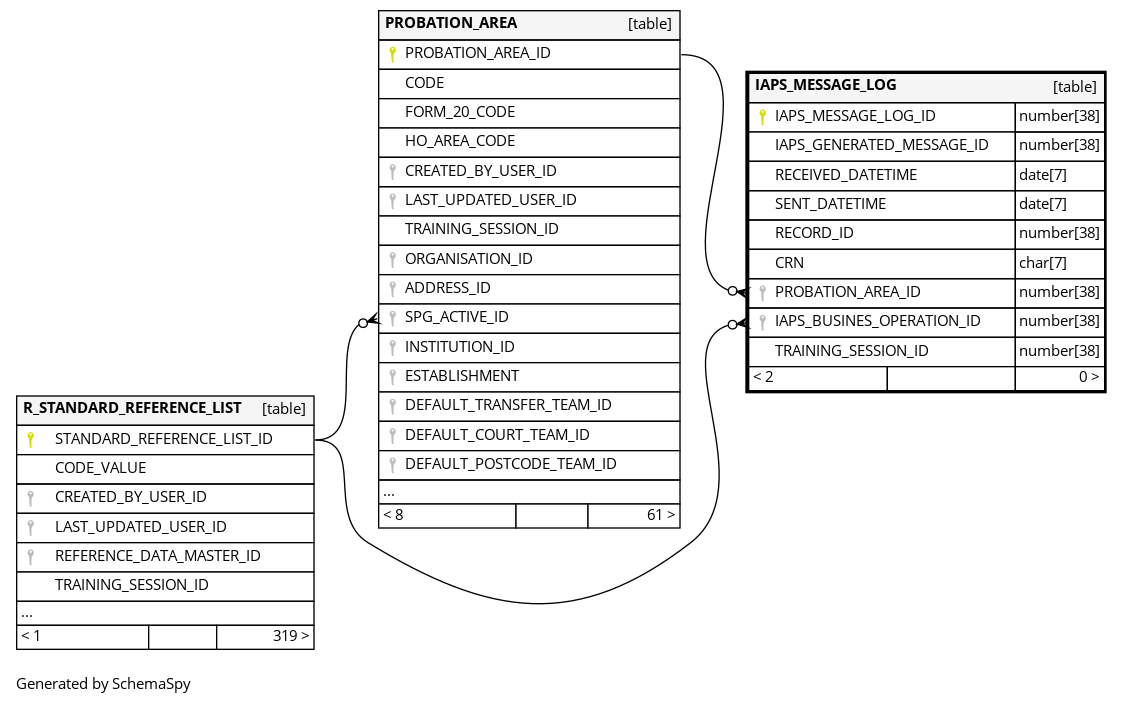 PROBATION_AREA [table]
PROBATION_AREA_ID
CODE
FORM_20_CODE
HO_AREA_CODE
CREATED_BY_USER_ID
LAST_UPDATED_USER_ID
TRAINING_SESSION_ID
ORGANISATION_ID
ADDRESS_ID
SPG_ACTIVE_ID
INSTITUTION_ID
ESTABLISHMENT
DEFAULT_TRANSFER_TEAM_ID
DEFAULT_COURT_TEAM_ID
DEFAULT_POSTCODE_TEAM_ID
...
< 8 61 >
IAPS_MESSAGE_LOG [table]
IAPS_MESSAGE_LOG_ID number[38]
IAPS_GENERATED_MESSAGE_ID number[38]
RECEIVED_DATETIME date[7]
SENT_DATETIME date[7]
RECORD_ID number[38]
CRN char[7]
PROBATION_AREA_ID number[38]
IAPS_BUSINES_OPERATION_ID number[38]
TRAINING_SESSION_ID number[38]
< 2 0 >
R_STANDARD_REFERENCE_LIST [table]
STANDARD_REFERENCE_LIST_ID
CODE_VALUE
CREATED_BY_USER_ID
LAST_UPDATED_USER_ID
REFERENCE_DATA_MASTER_ID
TRAINING_SESSION_ID
...
< 1 319 >
Generated by SchemaSpy